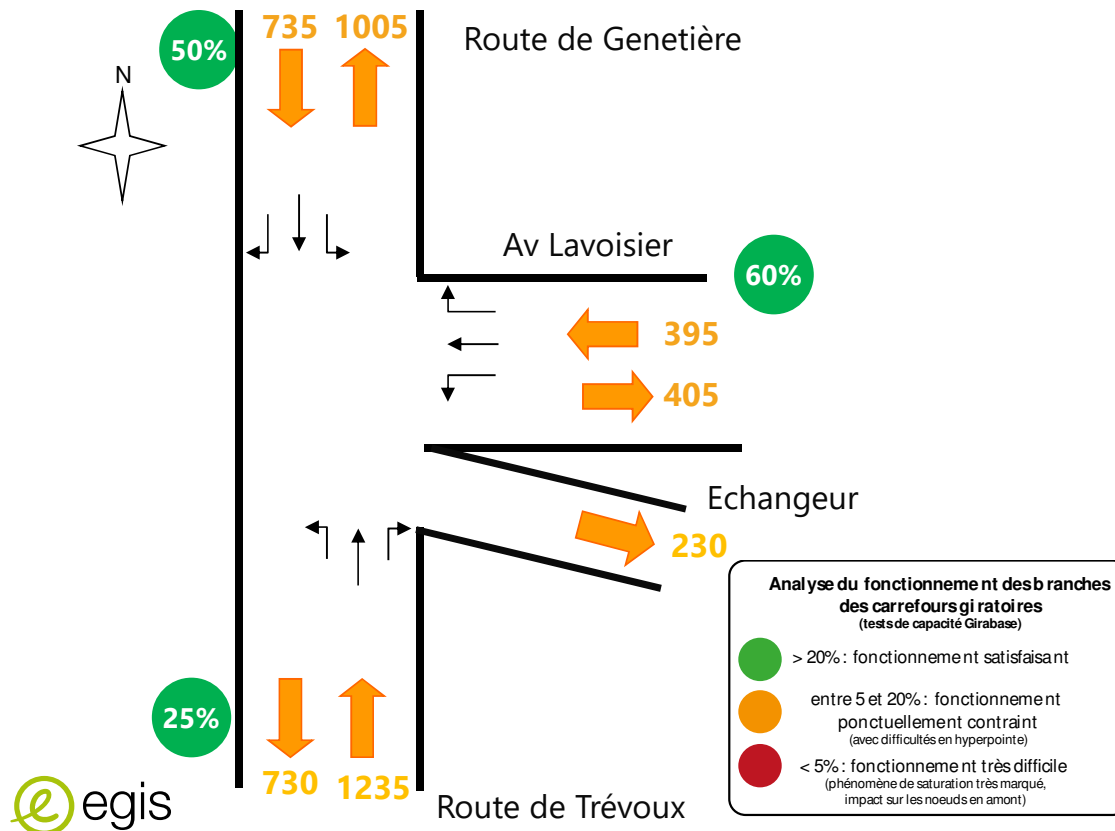 735 1005
Route de Genetière
50%
N
Av Lavoisier
60%
395
405
Echangeur
230
Analyse du fonctionnement des branches
des carrefours giratoires
(tests de capacité Girabase)
> 20% : fonctionnement satisfaisant
entre 5 et 20% : fonctionnement
ponctuellement contraint
(avec difficultés en hyperpointe)
< 5% : fonctionnement très difficile
(phénomène de saturation très marqué,
impact sur les noeuds en amont)
25%
730 1235
Route de Trévoux
e egis